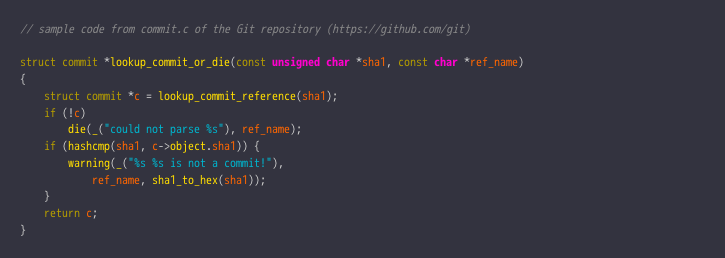 // sample code from commit.c of the Git repository (https://github.com/git)
struct commit *lookup_commit_or_die(const unsigned char *sha1, const char *ref_name)
{
    struct commit *c = lookup_commit_reference(sha1);
    if (!c)
        die(_("could not parse %s"), ref_name);
    if (hashcmp(sha1, c->object.sha1)) {
        warning(_("%s %s is not a commit!"),
            ref_name, sha1_to_hex(sha1));
    }
    return c;
}